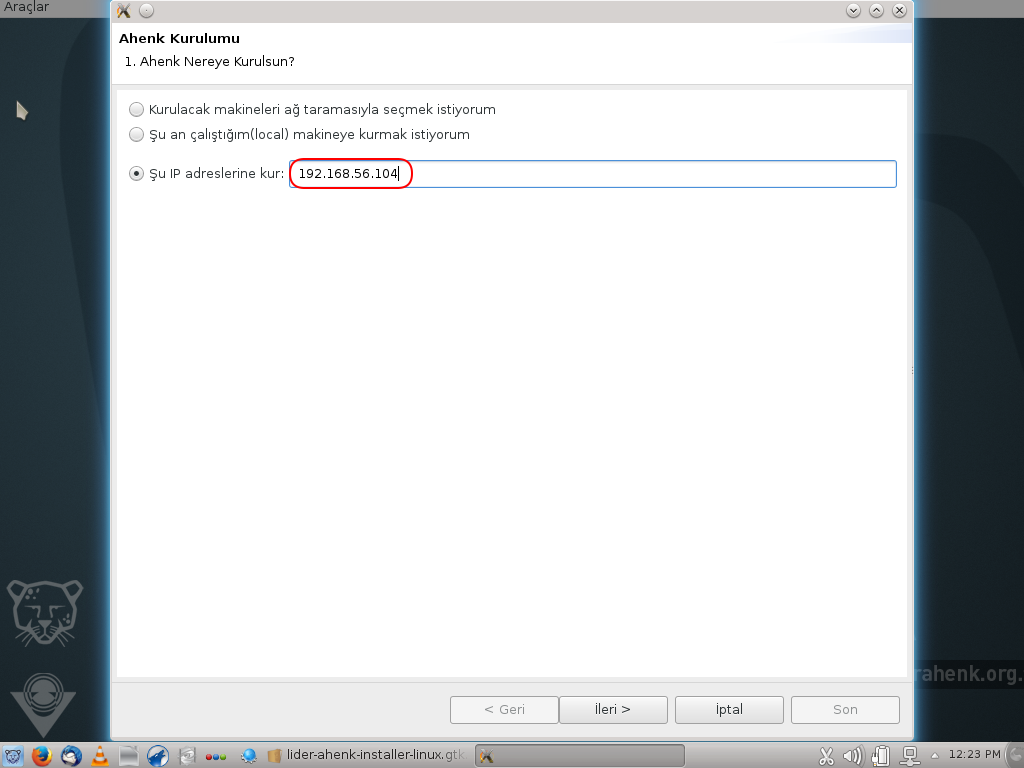 Araçlar
Ahenk Kurulumu
1. Ahenk Nereye Kurulsun?
Kurulacak makineleri ağ taramasıyla seçmek istiyorum
Şu an çalıştığım(local) makineye kurmak istiyorum
Şu IP adreslerine kur: 192.168.56.104
rahenk.org.
< Geri İleri > İptal Son
lider-ahenk-installer-linux.gtk 12:23 PM